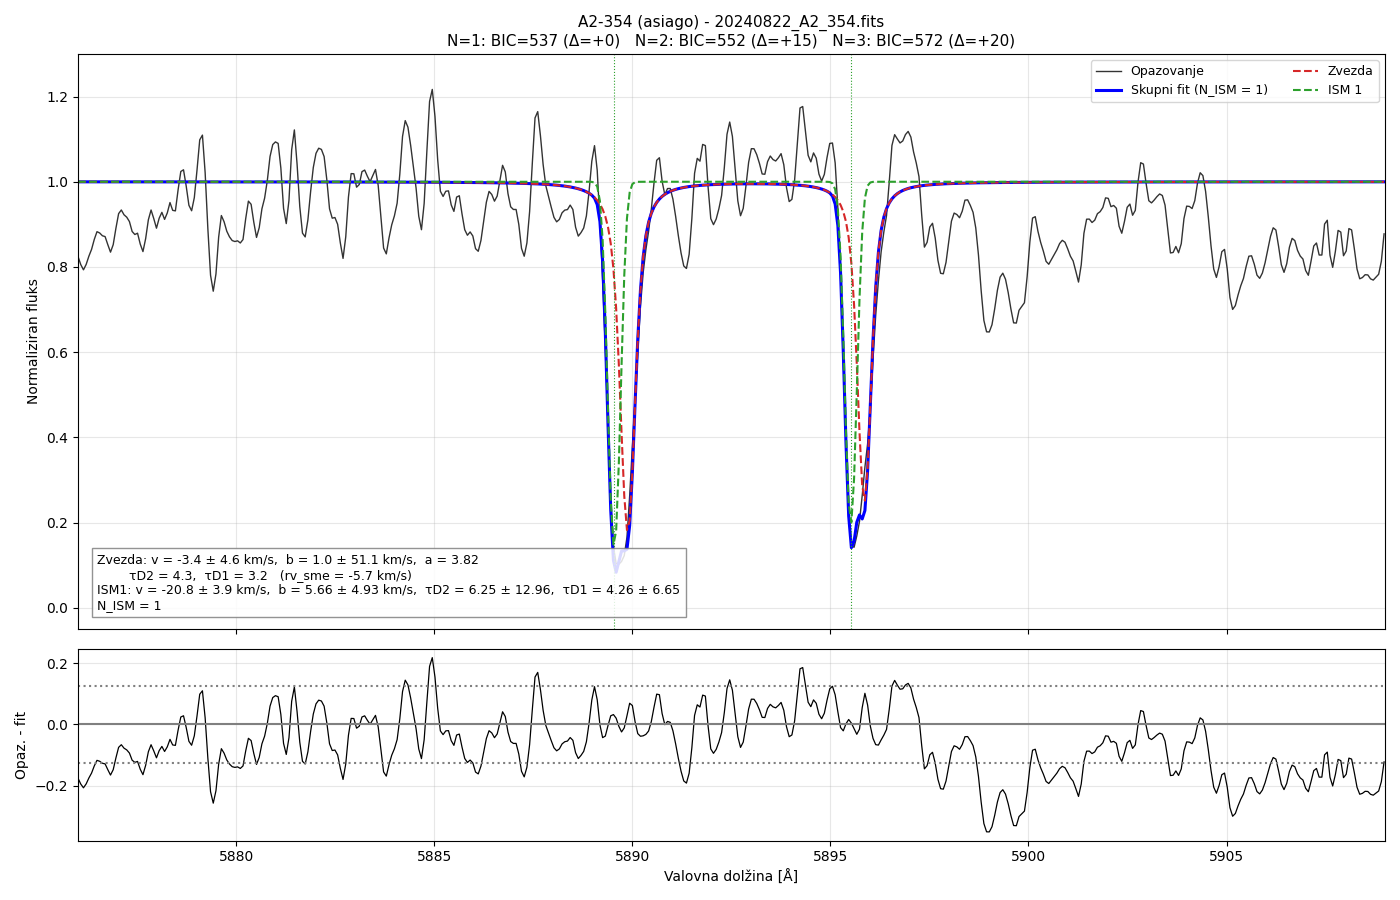 A2-354 (asiago) - 20240822_A2_354.fits
N=1: BIC=537 (Δ=+0)   N=2: BIC=552 (Δ=+15)   N=3: BIC=572 (Δ=+20)
Opazovanje
Skupni fit (N_ISM = 1)
Zvezda
ISM 1
Normaliziran fluks
1.2
1.0
0.8
0.6
0.4
0.2
0.0
Zvezda: v = -3.4 ± 4.6 km/s,  b = 1.0 ± 51.1 km/s,  a = 3.82
τD2 = 4.3,  τD1 = 3.2   (rv_sme = -5.7 km/s)
ISM1: v = -20.8 ± 3.9 km/s,  b = 5.66 ± 4.93 km/s,  τD2 = 6.25 ± 12.96,  τD1 = 4.26 ± 6.65
N_ISM = 1
Opaz. - fit
0.2
0.0
−0.2
5880
5885
5890
5895
5900
5905
Valovna dolžina [Å]